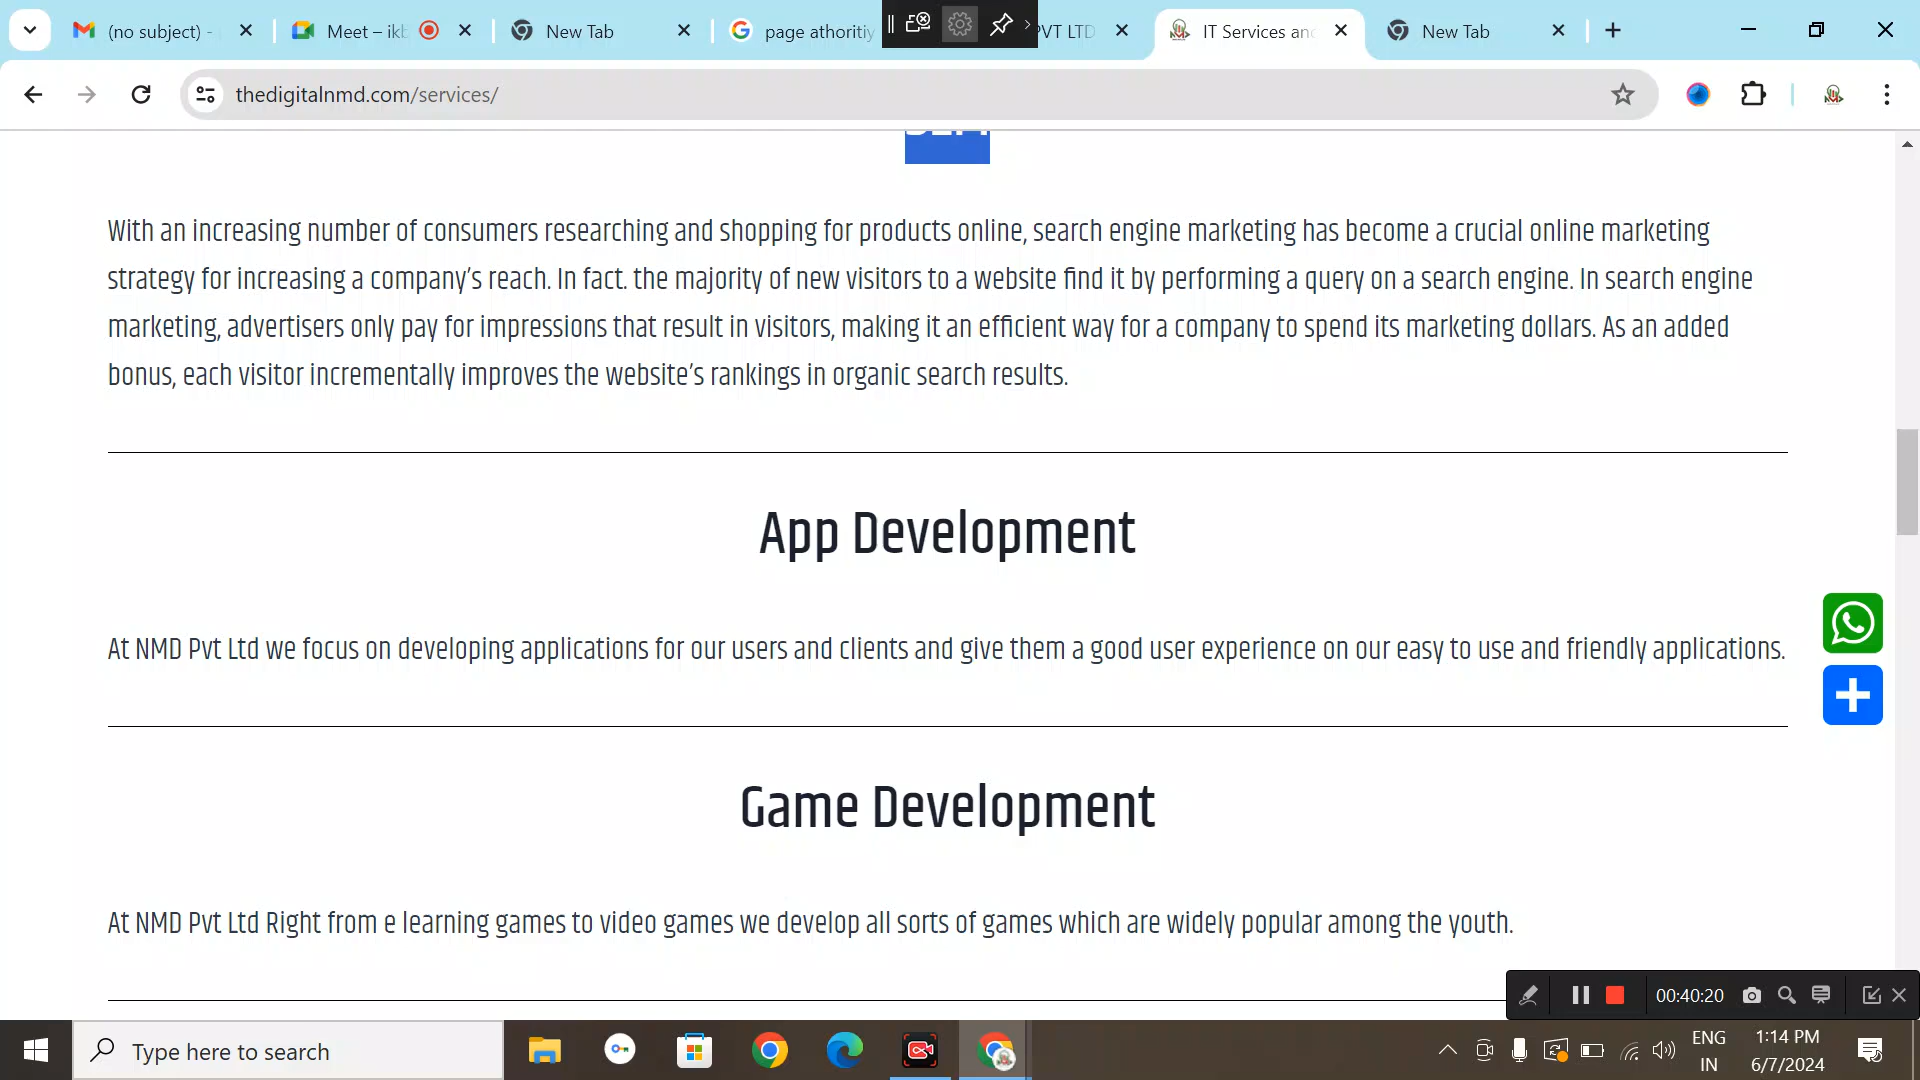 (no subject) -
Meet – ikb
New Tab
page athoritiy
PVT LTD
IT Services and
New Tab
thedigitalnmd.com/services/
With an increasing number of consumers researching and shopping for products online, search engine marketing has become a crucial online marketing
strategy for increasing a company’s reach. In fact. the majority of new visitors to a website find it by performing a query on a search engine. In search engine
marketing, advertisers only pay for impressions that result in visitors, making it an efficient way for a company to spend its marketing dollars. As an added
bonus, each visitor incrementally improves the website’s rankings in organic search results.
App Development
At NMD Pvt Ltd we focus on developing applications for our users and clients and give them a good user experience on our easy to use and friendly applications.
Game Development
At NMD Pvt Ltd Right from e learning games to video games we develop all sorts of games which are widely popular among the youth.
00:40:20
Type here to search
ENG
IN
1:14 PM
6/7/2024